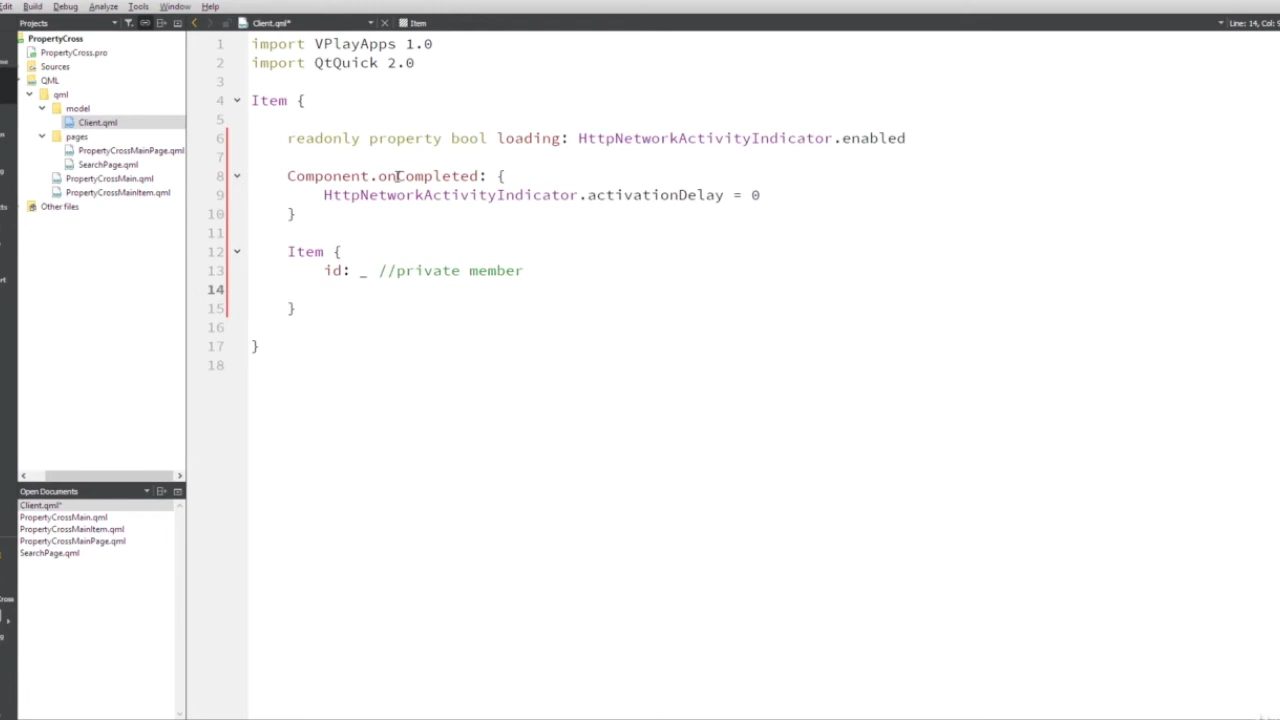 Edit Build Debug Analyze Tools Window Help
Projects
Client.qml*
Item
Line: 14, Col: 9
PropertyCross
PropertyCross.pro
Sources
QML
qml
model
Client.qml
pages
PropertyCrossMainPage.qml
SearchPage.qml
PropertyCrossMain.qml
PropertyCrossMainItem.qml
Other files
Open Documents
Client.qml*
PropertyCrossMain.qml
PropertyCrossMainItem.qml
PropertyCrossMainPage.qml
SearchPage.qml
1 import VPlayApps 1.0
2 import QtQuick 2.0
3
4 Item {
5
6 readonly property bool loading: HttpNetworkActivityIndicator.enabled
7
8 Component.onCompleted: {
9 HttpNetworkActivityIndicator.activationDelay = 0
10 }
11
12 Item {
13 id: _ //private member
14
15 }
16
17 }
18